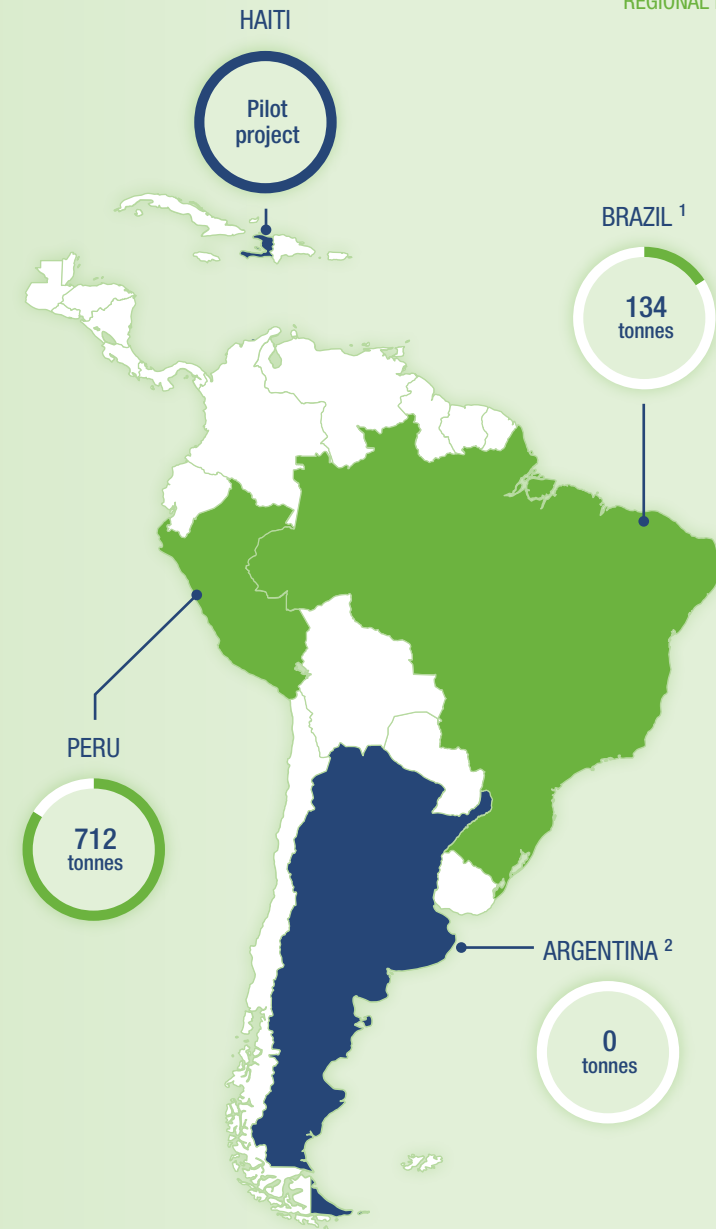 REGIONAL
HAITI
Pilot
project
BRAZIL 1
134
tonnes
PERU
712
tonnes
ARGENTINA 2
0
tonnes